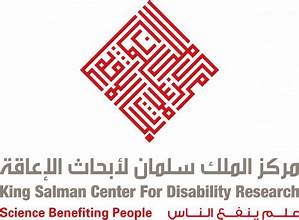 مركز الملك سلمان لأبحاث الإعاقة
King Salman Center For Disability Research
Science Benefiting People علم ينفع الناس